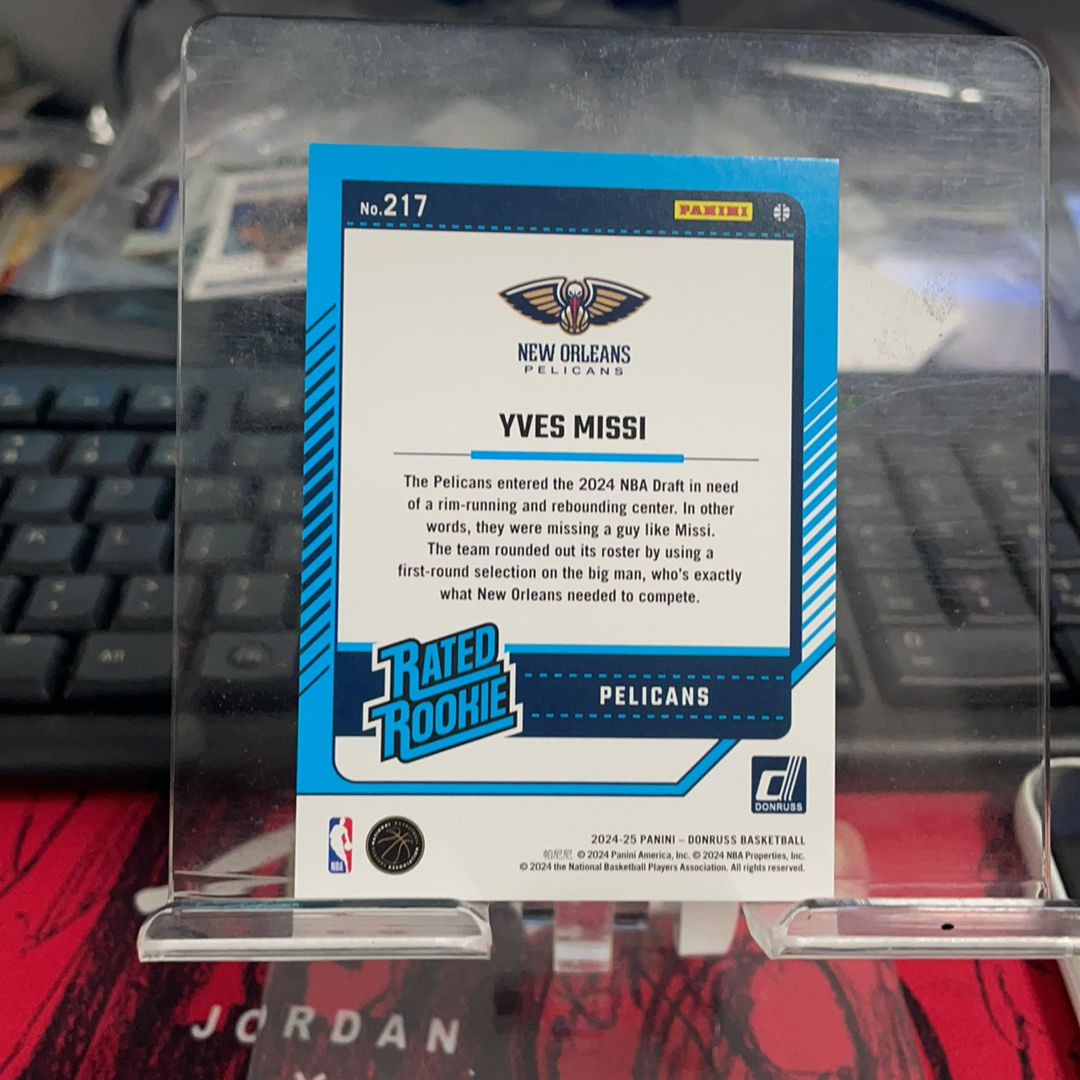 No.217
PANINI
NEW ORLEANS
PELICANS
YVES MISSI
The Pelicans entered the 2024 NBA Draft in need
of a rim-running and rebounding center. In other
words, they were missing a guy like Missi.
The team rounded out its roster by using a
first-round selection on the big man, who's exactly
what New Orleans needed to compete.
RATED
ROOKIE
PELICANS
DONRUSS
NBA
2024-25 PANINI – DONRUSS BASKETBALL
帕尼尼 © 2024 Panini America, Inc. © 2024 NBA Properties, Inc.
© 2024 the National Basketball Players Association. All rights reserved.
JORDAN